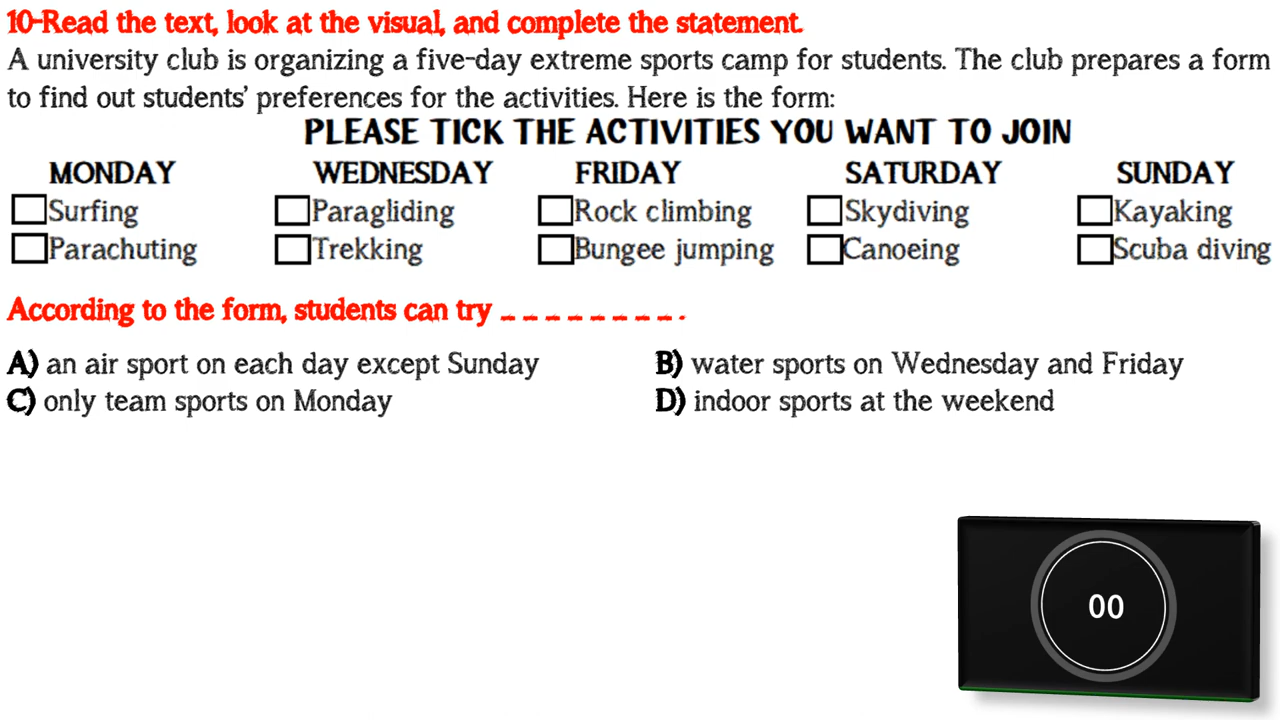 10-Read the text, look at the visual, and complete the statement.
A university club is organizing a five-day extreme sports camp for students. The club prepares a form
to find out students' preferences for the activities. Here is the form:
PLEASE TICK THE ACTIVITIES YOU WANT TO JOIN
MONDAY WEDNESDAY FRIDAY SATURDAY SUNDAY
Surfing Paragliding Rock climbing Skydiving Kayaking
Parachuting Trekking Bungee jumping Canoeing Scuba diving
According to the form, students can try _ _ _ _ _ _ _ _ .
A) an air sport on each day except Sunday B) water sports on Wednesday and Friday
C) only team sports on Monday D) indoor sports at the weekend
00